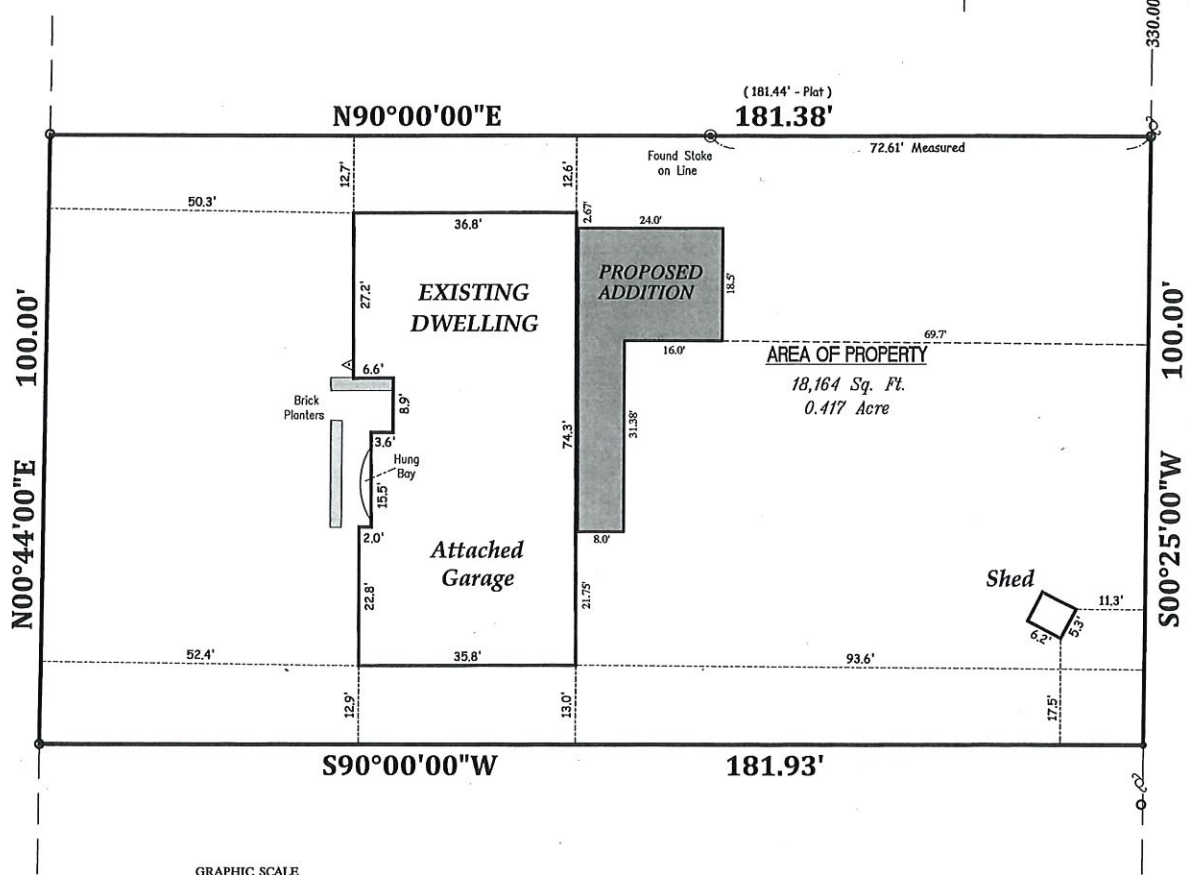 330.00
(181.44' - Plat)
N90°00'00"E
181.38'
Found Stake
on Line
72.61' Measured
12.7'
12.6'
50.3'
36.8'
2.67'
24.0'
EXISTING
DWELLING
PROPOSED
ADDITION
27.2'
18.5'
69.7'
16.0'
AREA OF PROPERTY
18,164 Sq. Ft.
0.417 Acre
100.00'
100.00'
6.6'
Brick
Planters
8.9'
3.6'
74.3'
31.38'
Hung
Bay
15.5'
N00°44'00"E
S00°25'00"W
2.0'
8.0'
Attached
Garage
22.8'
21.75'
Shed
11.3'
6.2'
5.3'
52.4'
35.8'
93.6'
12.9'
13.0'
17.5'
S90°00'00"W
181.93'
GRAPHIC SCALE